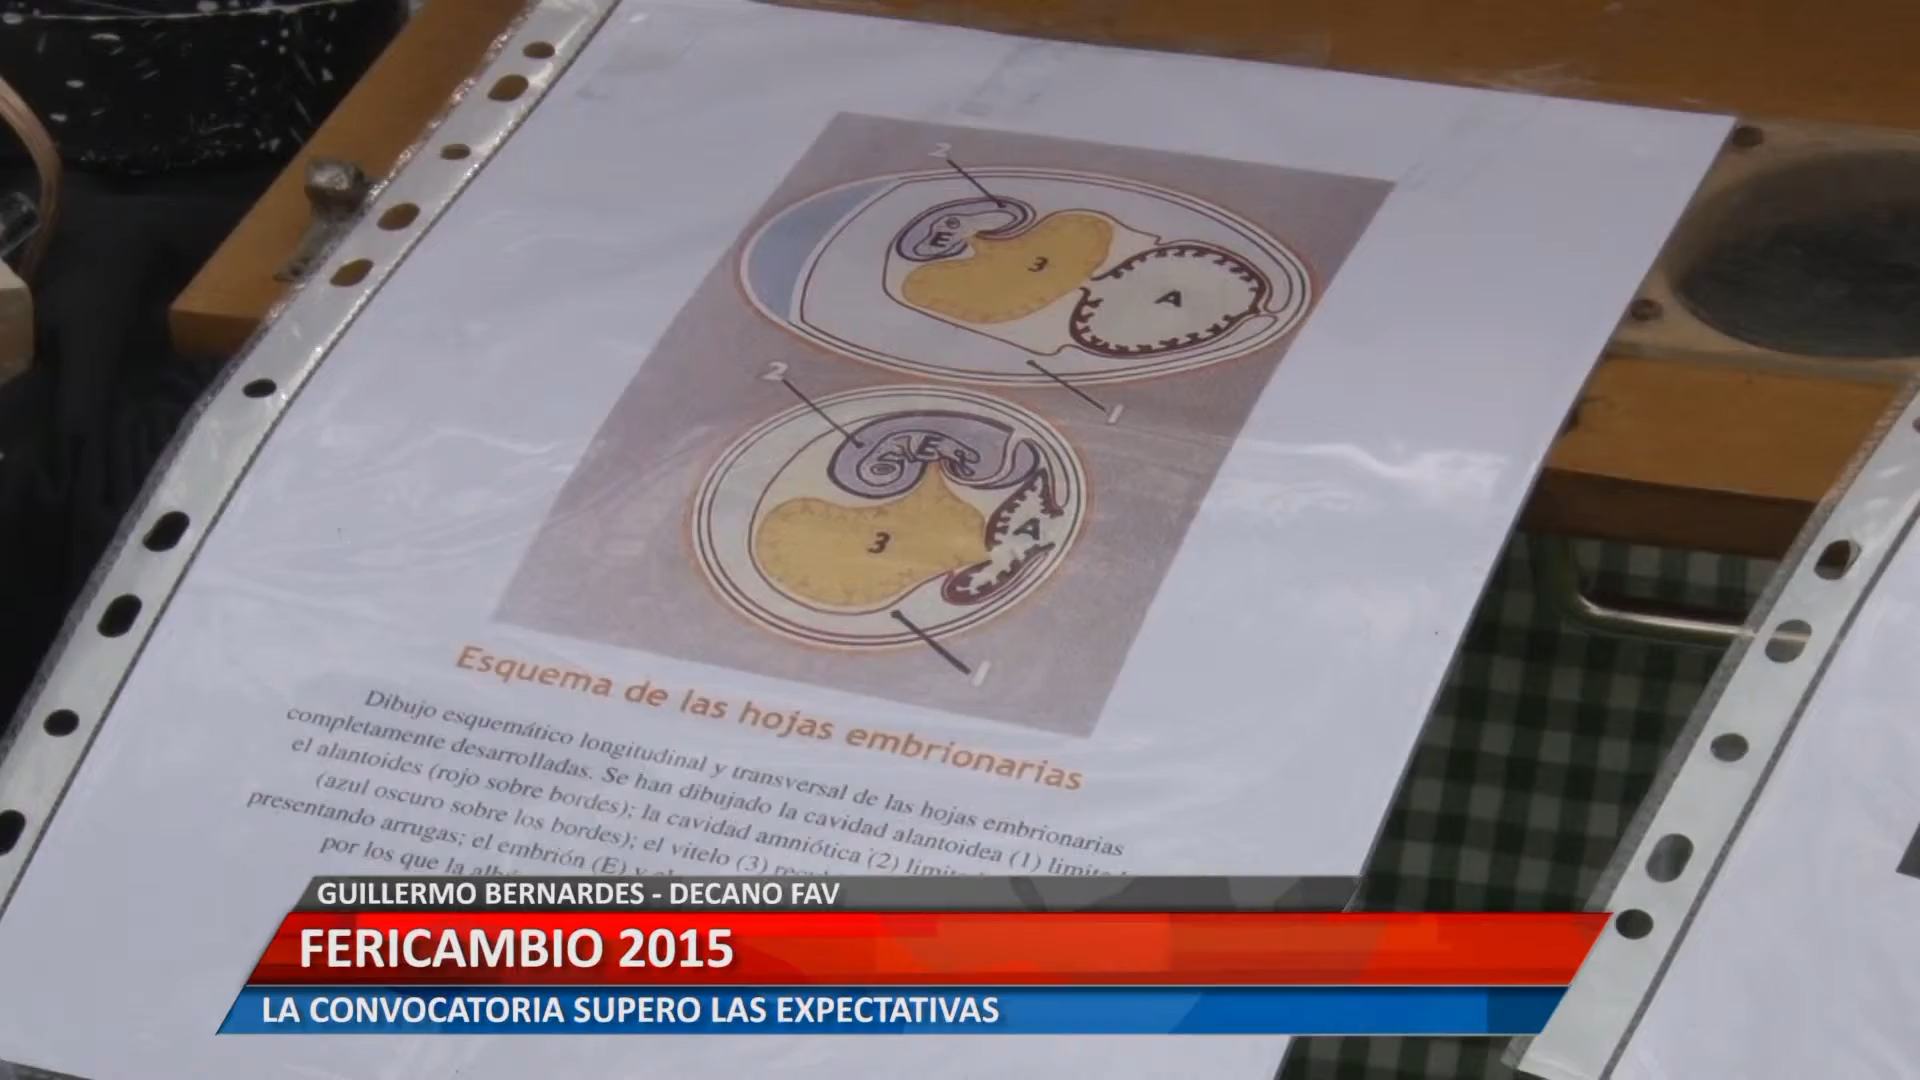 2
E
3
A
1
2
E
3
A
1
Esquema de las hojas embrionarias
Dibujo esquemático longitudinal y transversal de las hojas embrionarias
completamente desarrolladas. Se han dibujado la cavidad alantoidea (1)
el alantoides (rojo sobre bordes); la cavidad amniótica (2)
(azul oscuro sobre los bordes); el vitelo (3)
presentando arrugas; el embrión (E) y
por los que la
GUILLERMO BERNARDES - DECANO FAV
FERICAMBIO 2015
LA CONVOCATORIA SUPERO LAS EXPECTATIVAS